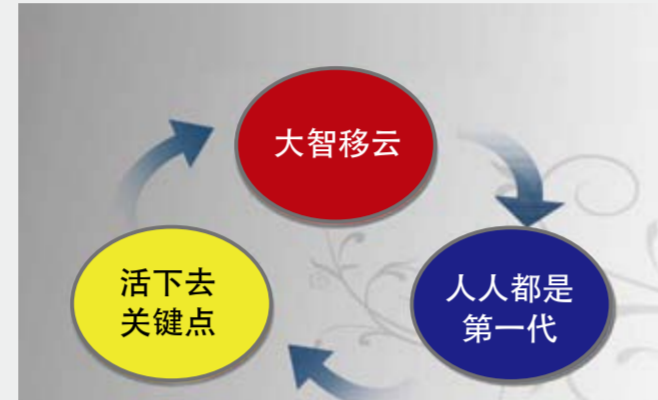 大智移云
人人都是
第一代
活下去
关键点